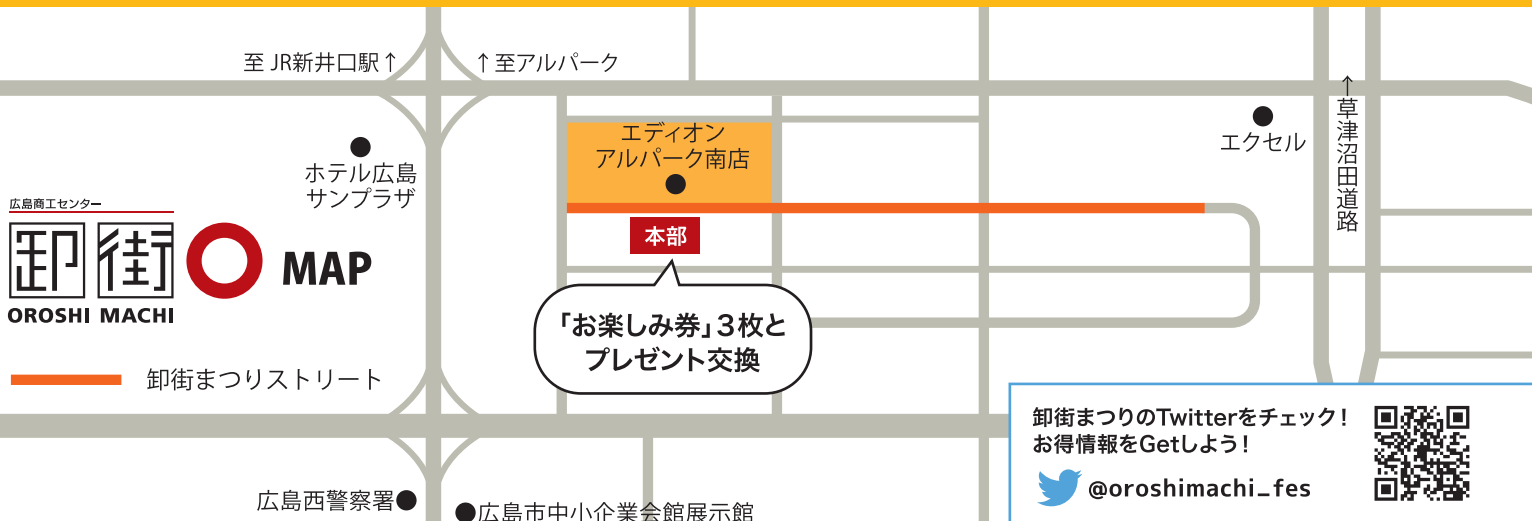 至 JR新井口駅↑
↑至アルパーク
エディオン
アルパーク南店
エクセル
↑草津沼田道路
ホテル広島
サンプラザ
広島商工センター
卸街 MAP
OROSHI MACHI
本部
「お楽しみ券」3枚と
プレゼント交換
卸街まつりストリート
卸街まつりのTwitterをチェック!
お得情報をGetしよう!
@oroshimachi_fes
広島西警察署
広島市中小企業会館展示館